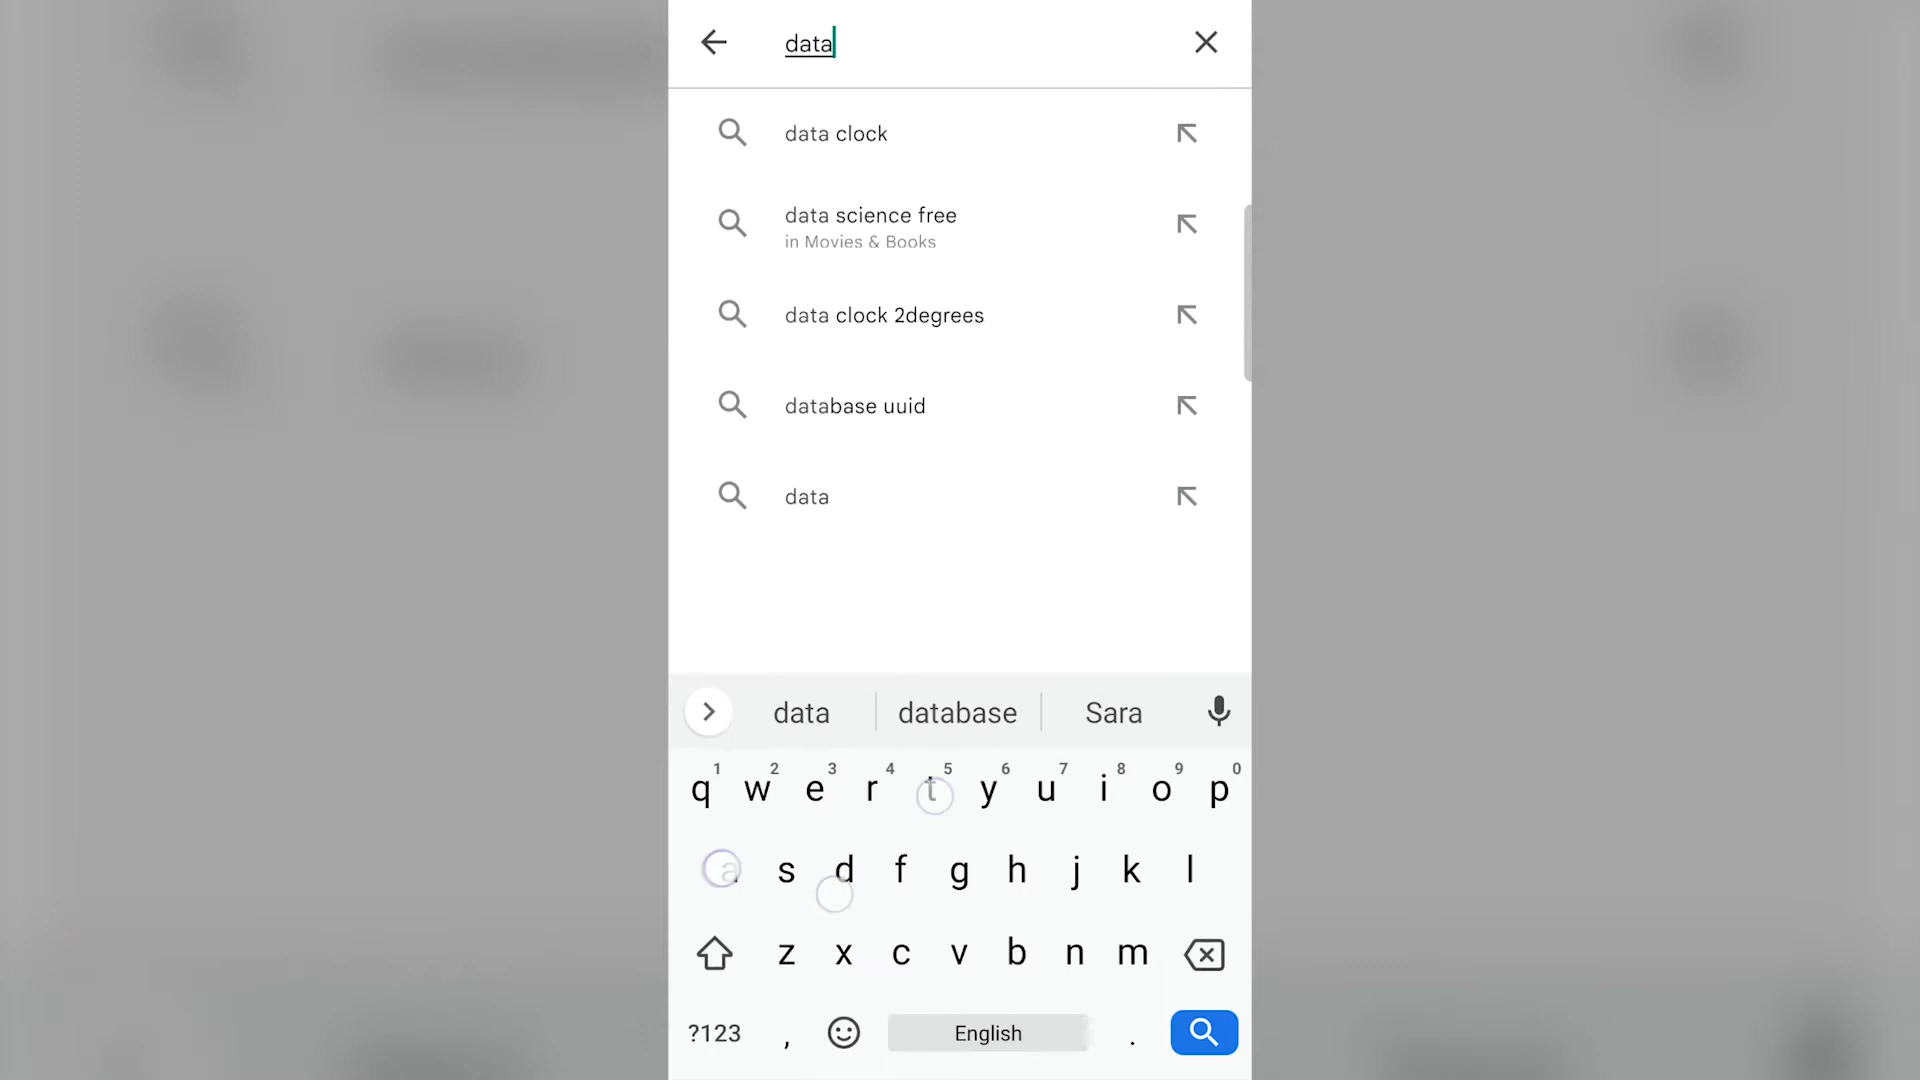 data
data clock
data science free
in Movies & Books
data clock 2degrees
database uuid
data
data database Sara
1 2 3 4 5 6 7 8 9 0
q w e r t y u i o p
a s d f g h j k l
z x c v b n m
?123 , English .